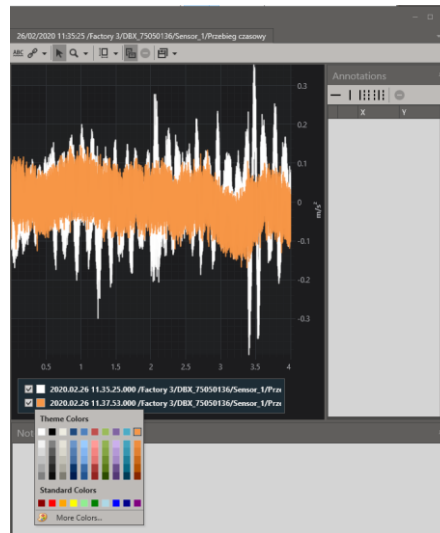 26/02/2020 11:35:25 /Factory 3/DBX_75050136/Sensor_1/Przebieg czasowy
ABC
Annotations
X Y
0.3
0.2
0.1
0
m/s²
-0.1
-0.2
-0.3
0.5 1 1.5 2 2.5 3 3.5 4
2020.02.26 11.35.25.000 /Factory 3/DBX_75050136/Sensor_1/Prze
2020.02.26 11.37.53.000 /Factory 3/DBX_75050136/Sensor_1/Prze
Not
Theme Colors
Standard Colors
More Colors...